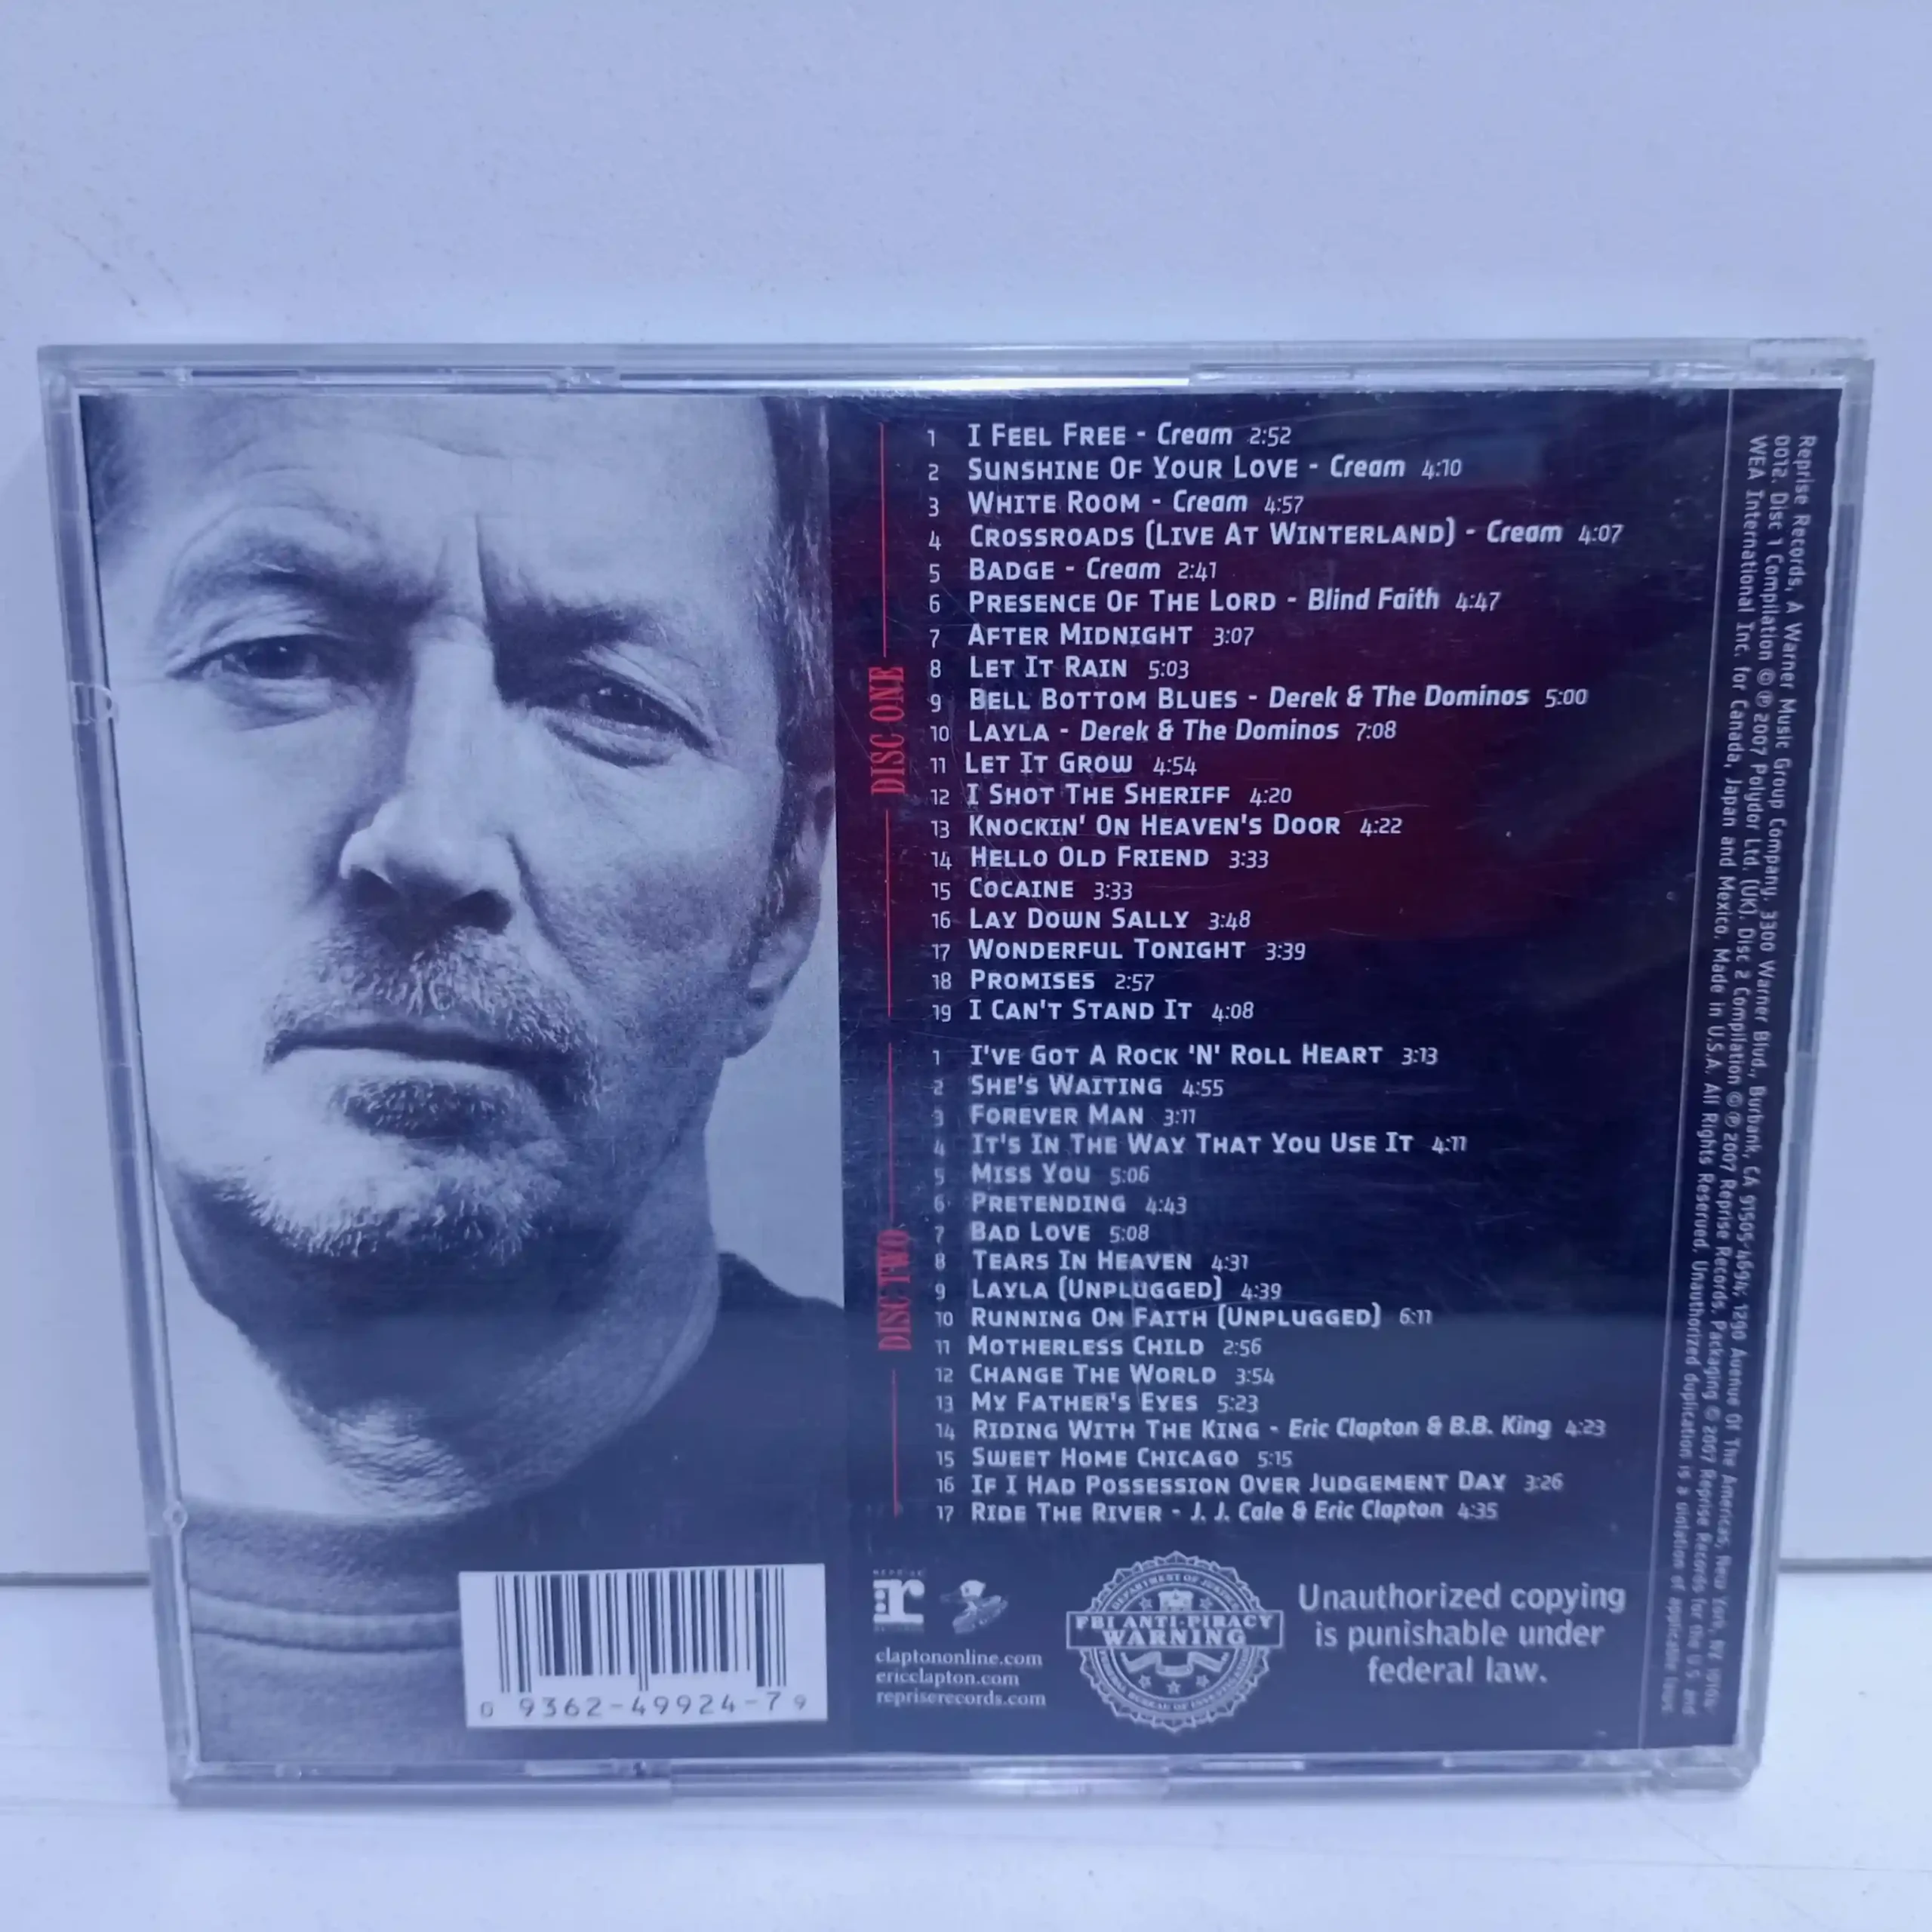 DISC ONE
1 I FEEL FREE - Cream 2:52
2 SUNSHINE OF YOUR LOVE - Cream 4:10
3 WHITE ROOM - Cream 4:57
4 CROSSROADS (LIVE AT WINTERLAND) - Cream 4:07
5 BADGE - Cream 2:41
6 PRESENCE OF THE LORD - Blind Faith 4:47
7 AFTER MIDNIGHT 3:07
8 LET IT RAIN 5:03
9 BELL BOTTOM BLUES - Derek & The Dominos 5:00
10 LAYLA - Derek & The Dominos 7:08
11 LET IT GROW 4:54
12 I SHOT THE SHERIFF 4:20
13 KNOCKIN' ON HEAVEN'S DOOR 4:22
14 HELLO OLD FRIEND 3:33
15 COCAINE 3:33
16 LAY DOWN SALLY 3:48
17 WONDERFUL TONIGHT 3:39
18 PROMISES 2:57
19 I CAN'T STAND IT 4:08
DISC TWO
1 I'VE GOT A ROCK 'N' ROLL HEART 3:13
2 SHE'S WAITING 4:55
3 FOREVER MAN 3:11
4 IT'S IN THE WAY THAT YOU USE IT 4:11
5 MISS YOU 5:06
6 PRETENDING 4:43
7 BAD LOVE 5:08
8 TEARS IN HEAVEN 4:31
9 LAYLA (UNPLUGGED) 4:39
10 RUNNING ON FAITH (UNPLUGGED) 6:11
11 MOTHERLESS CHILD 2:56
12 CHANGE THE WORLD 3:54
13 MY FATHER'S EYES 5:23
14 RIDING WITH THE KING - Eric Clapton & B.B. King 4:23
15 SWEET HOME CHICAGO 5:15
16 IF I HAD POSSESSION OVER JUDGEMENT DAY 3:26
17 RIDE THE RIVER - J. J. Cale & Eric Clapton 4:35
0 9362-49924-7 9
REPRISE
r
claptononline.com
ericclapton.com
repriserecords.com
DEPARTMENT OF JUSTICE
FBI ANTI-PIRACY
WARNING
FEDERAL BUREAU OF INVESTIGATION
Unauthorized copying
is punishable under
federal law.
Reprise Records, A Warner Music Group Company, 3300 Warner Blvd., Burbank, CA 91505-4694; 1290 Avenue Of The Americas, New York, NY 10104-
0012. Disc 1 Compilation © ℗ 2007 Polydor Ltd. (UK). Disc 2 Compilation © ℗ 2007 Reprise Records. Packaging © 2007 Reprise Records for the U.S. and
WEA International Inc. for Canada, Japan and Mexico. Made in U.S.A. All Rights Reserved. Unauthorized duplication is a violation of applicable laws.